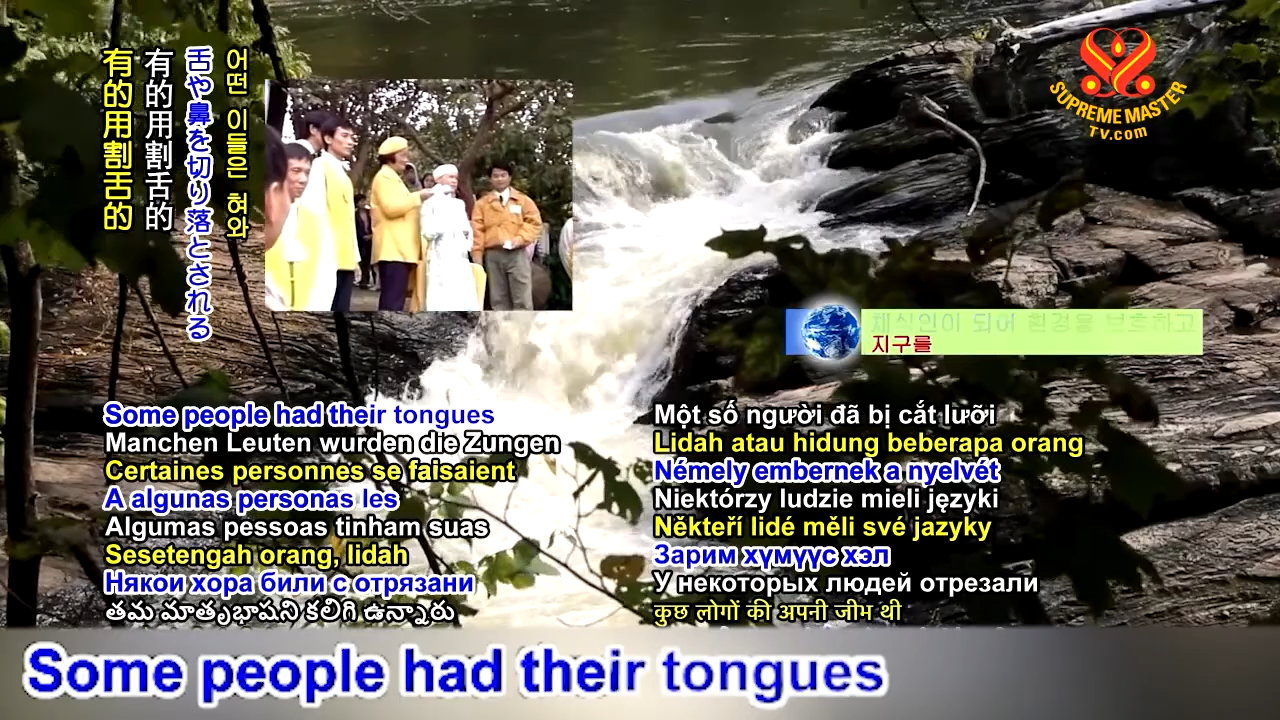 有的用割舌的
有的用割舌的
舌や鼻を切り落とされる
어떤 이들은 혀와
SUPREME MASTER
TV.com
채식인이 되어 환경을 보호하고
지구를
Some people had their tongues
Manchen Leuten wurden die Zungen
Certaines personnes se faisaient
A algunas personas les
Algumas pessoas tinham suas
Sesetengah orang, lidah
Някои хора били с отрязани
తమ మాతృభాషని కలిగి ఉన్నారు
Một số người đã bị cắt lưỡi
Lidah atau hidung beberapa orang
Némely embernek a nyelvét
Niektórzy ludzie mieli języki
Někteří lidé měli své jazyky
Зарим хүмүүс хэл
У некоторых людей отрезали
कुछ लोगों की अपनी जीभ थी
Some people had their tongues